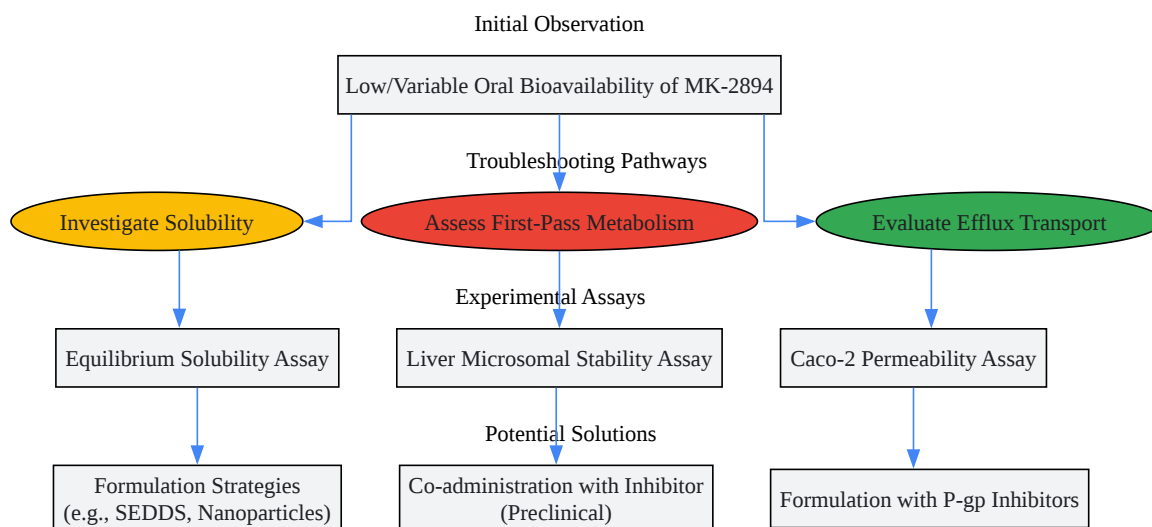 Initial Observation
Low/Variable Oral Bioavailability of MK-2894
Troubleshooting Pathways
Investigate Solubility
Assess First-Pass Metabolism
Evaluate Efflux Transport
Experimental Assays
Equilibrium Solubility Assay
Liver Microsomal Stability Assay
Caco-2 Permeability Assay
Potential Solutions
Formulation Strategies
(e.g., SEDDS, Nanoparticles)
Co-administration with Inhibitor
(Preclinical)
Formulation with P-gp Inhibitors